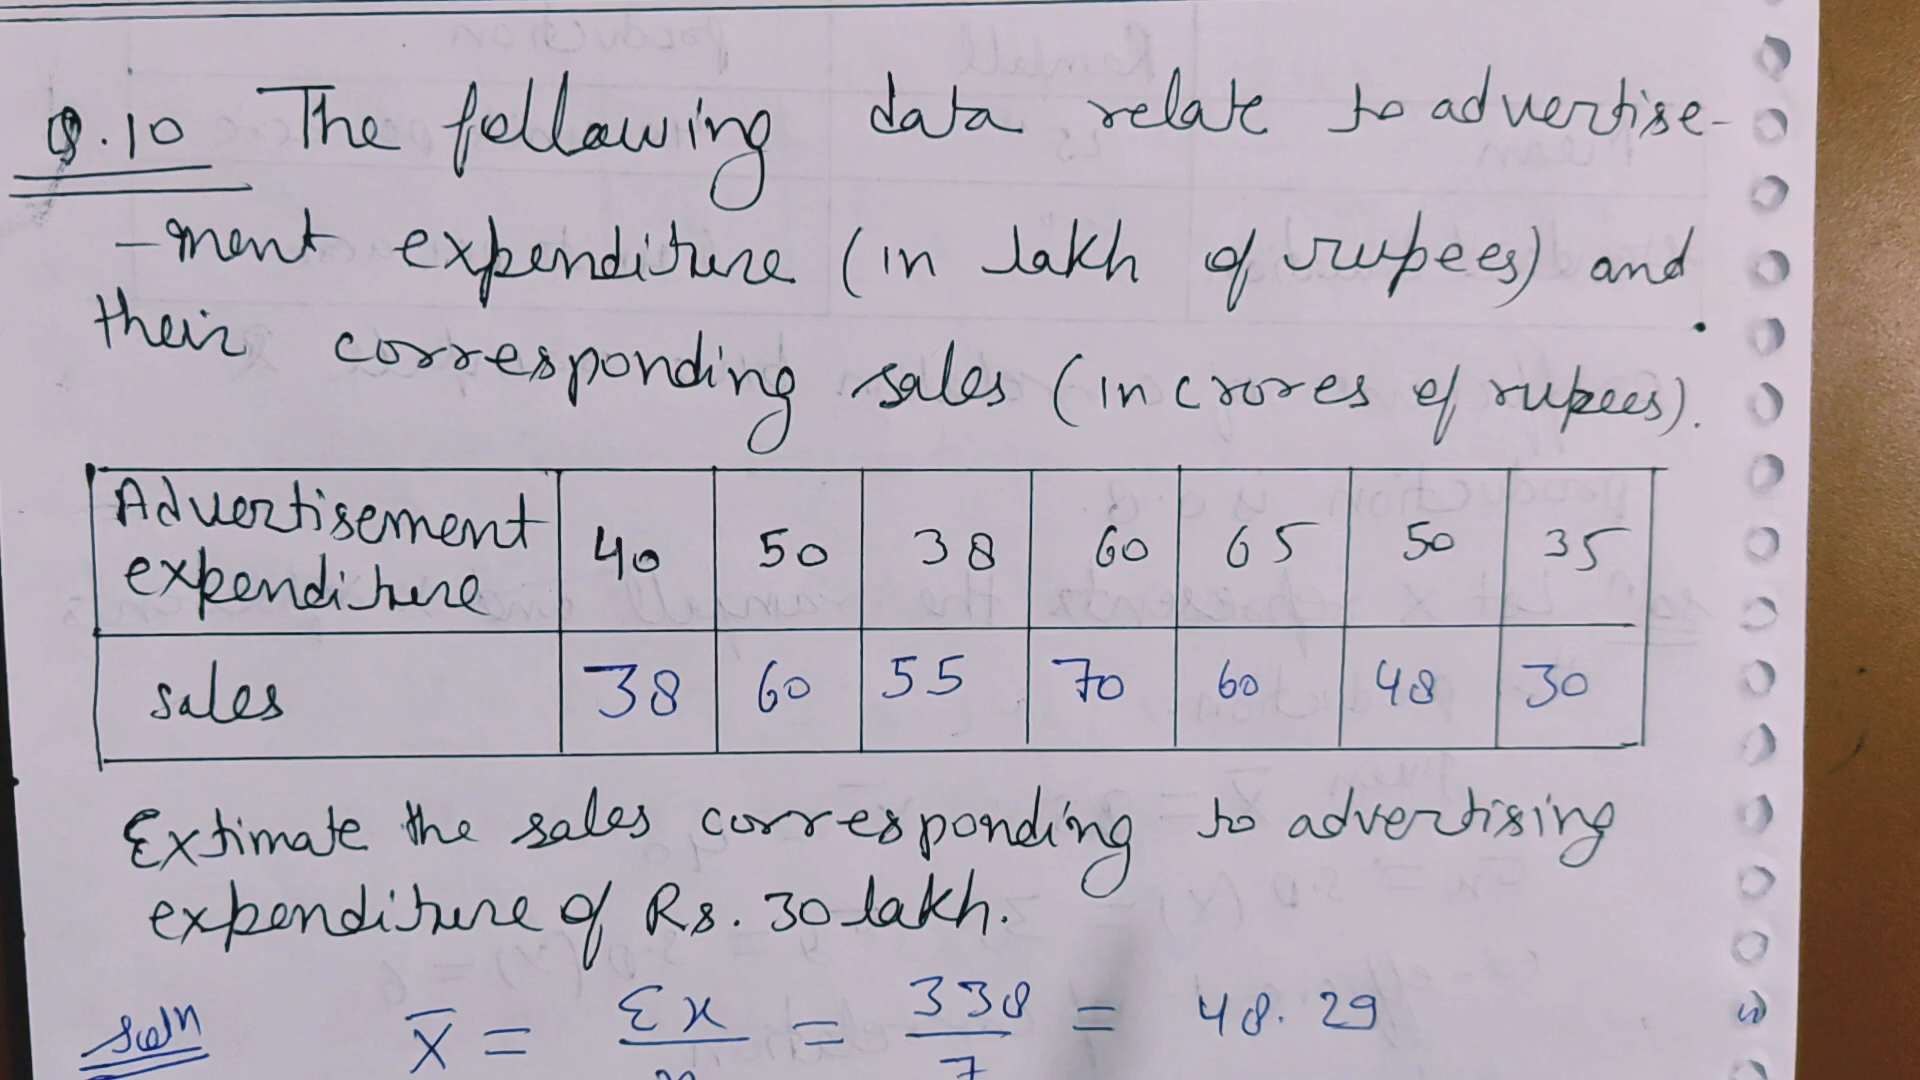 Q.10 The following data relate to advertise-
-ment expenditure (in lakh of rupees) and
their corresponding sales (in crores of rupees).
Advertisement expenditure 40 50 38 60 65 50 35
sales 38 60 55 70 60 48 30
Extimate the sales corresponding to advertising
expenditure of Rs. 30 lakh.
soln x̄ = Σx = 338 = 48.29
7